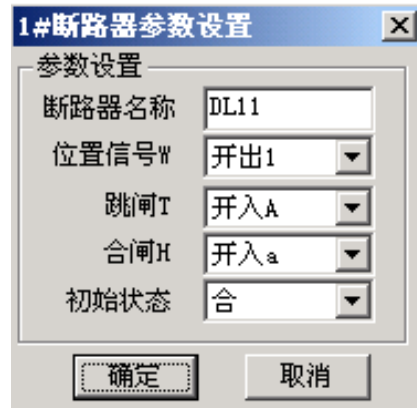 1#断路器参数设置
参数设置
断路器名称 DL11
位置信号W 开出1
跳闸T 开入A
合闸H 开入a
初始状态 合
确定 取消